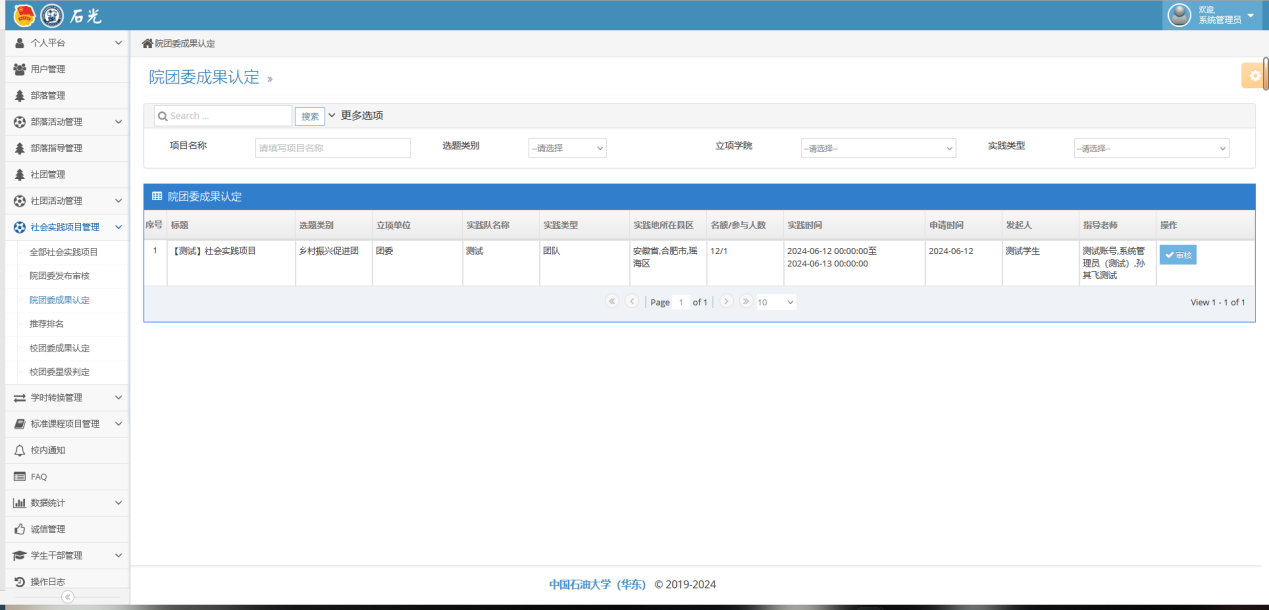 石光
欢迎,
系统管理员
个人平台
用户管理
部落管理
部落活动管理
部落指导管理
社团管理
社团活动管理
社会实践项目管理
全部社会实践项目
院团委发布审核
院团委成果认定
推荐排名
校团委成果认定
校团委星级判定
学时转换管理
标准课程项目管理
校内通知
FAQ
数据统计
诚信管理
学生干部管理
操作日志
院团委成果认定
院团委成果认定 »
Search ...
搜索
更多选项
项目名称 请填写项目名称 选题类别 --请选择 立项学院 --请选择-- 实践类型 --请选择--
院团委成果认定
序号 标题 选题类别 立项单位 实践队名称 实践类型 实践地所在县区 名额/参与人数 实践时间 申请时间 发起人 指导老师 操作
1 【测试】社会实践项目 乡村振兴促进团 团委 测试 团队 安徽省,合肥市,瑶 12/1 2024-06-12 00:00:00至 2024-06-12 测试学生 测试账号,系统管 审核
海区 2024-06-13 00:00:00 理员（测试）,孙
其飞测试
Page 1 of 1 10 View 1 - 1 of 1
中国石油大学（华东） © 2019-2024